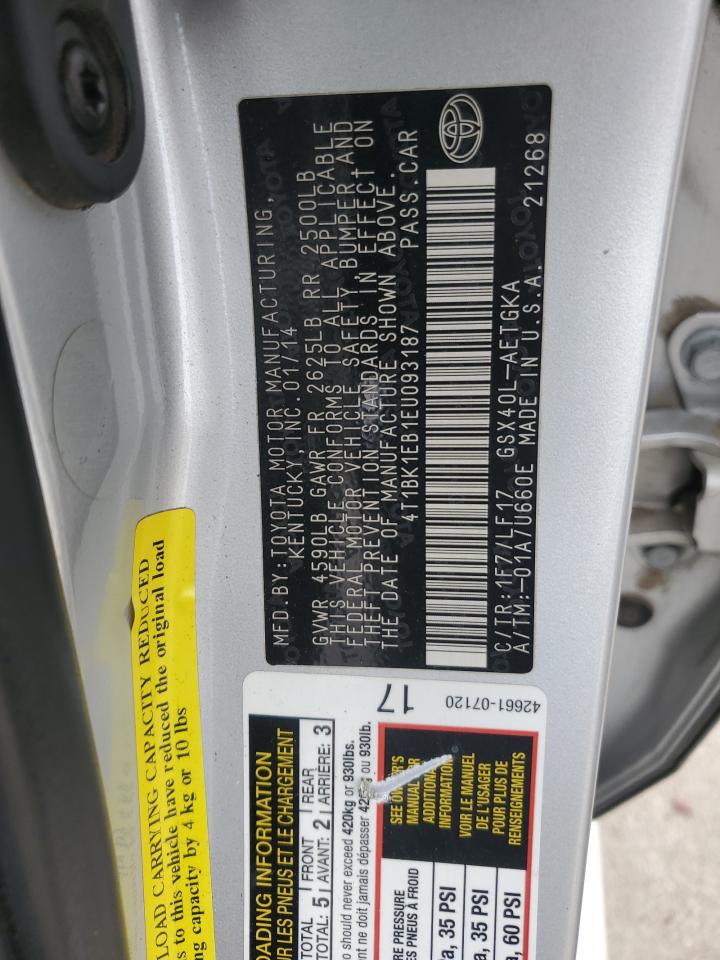 MFD. BY: TOYOTA MOTOR MANUFACTURING,
KENTUCKY, INC. 01/14
GVWR 4590LB GAWR FR 2625LB RR 2500LB
THIS VEHICLE CONFORMS TO ALL APPLICABLE
FEDERAL MOTOR VEHICLE SAFETY, BUMPER AND
THEFT PREVENTION STANDARDS IN EFFECT ON
THE DATE OF MANUFACTURE SHOWN ABOVE.
4T1BK1EB1EU093187 PASS. CAR
C/TR: 1F7/LF17 GSX40L-AETGKA
A/TM:-01A/U660E MADE IN U.S.A. 21268
LOAD CARRYING CAPACITY REDUCED
to this vehicle have reduced the original load
capacity by 4 kg or 10 lbs
17
42661-07120
LOADING INFORMATION
LES PNEUS ET LE CHARGEMENT
TOTAL: 5 FRONT AVANT: 2 REAR ARRIÈRE: 3
should never exceed 420kg or 930lbs.
ne doit jamais dépasser ou 930lb.
PRESSURE
PNEUS À FROID
SEE OWNER'S
MANUAL FOR
ADDITIONAL
INFORMATION
VOIR LE MANUEL
DE L'USAGER
POUR PLUS DE
RENSEIGNEMENTS
35 PSI
35 PSI
60 PSI